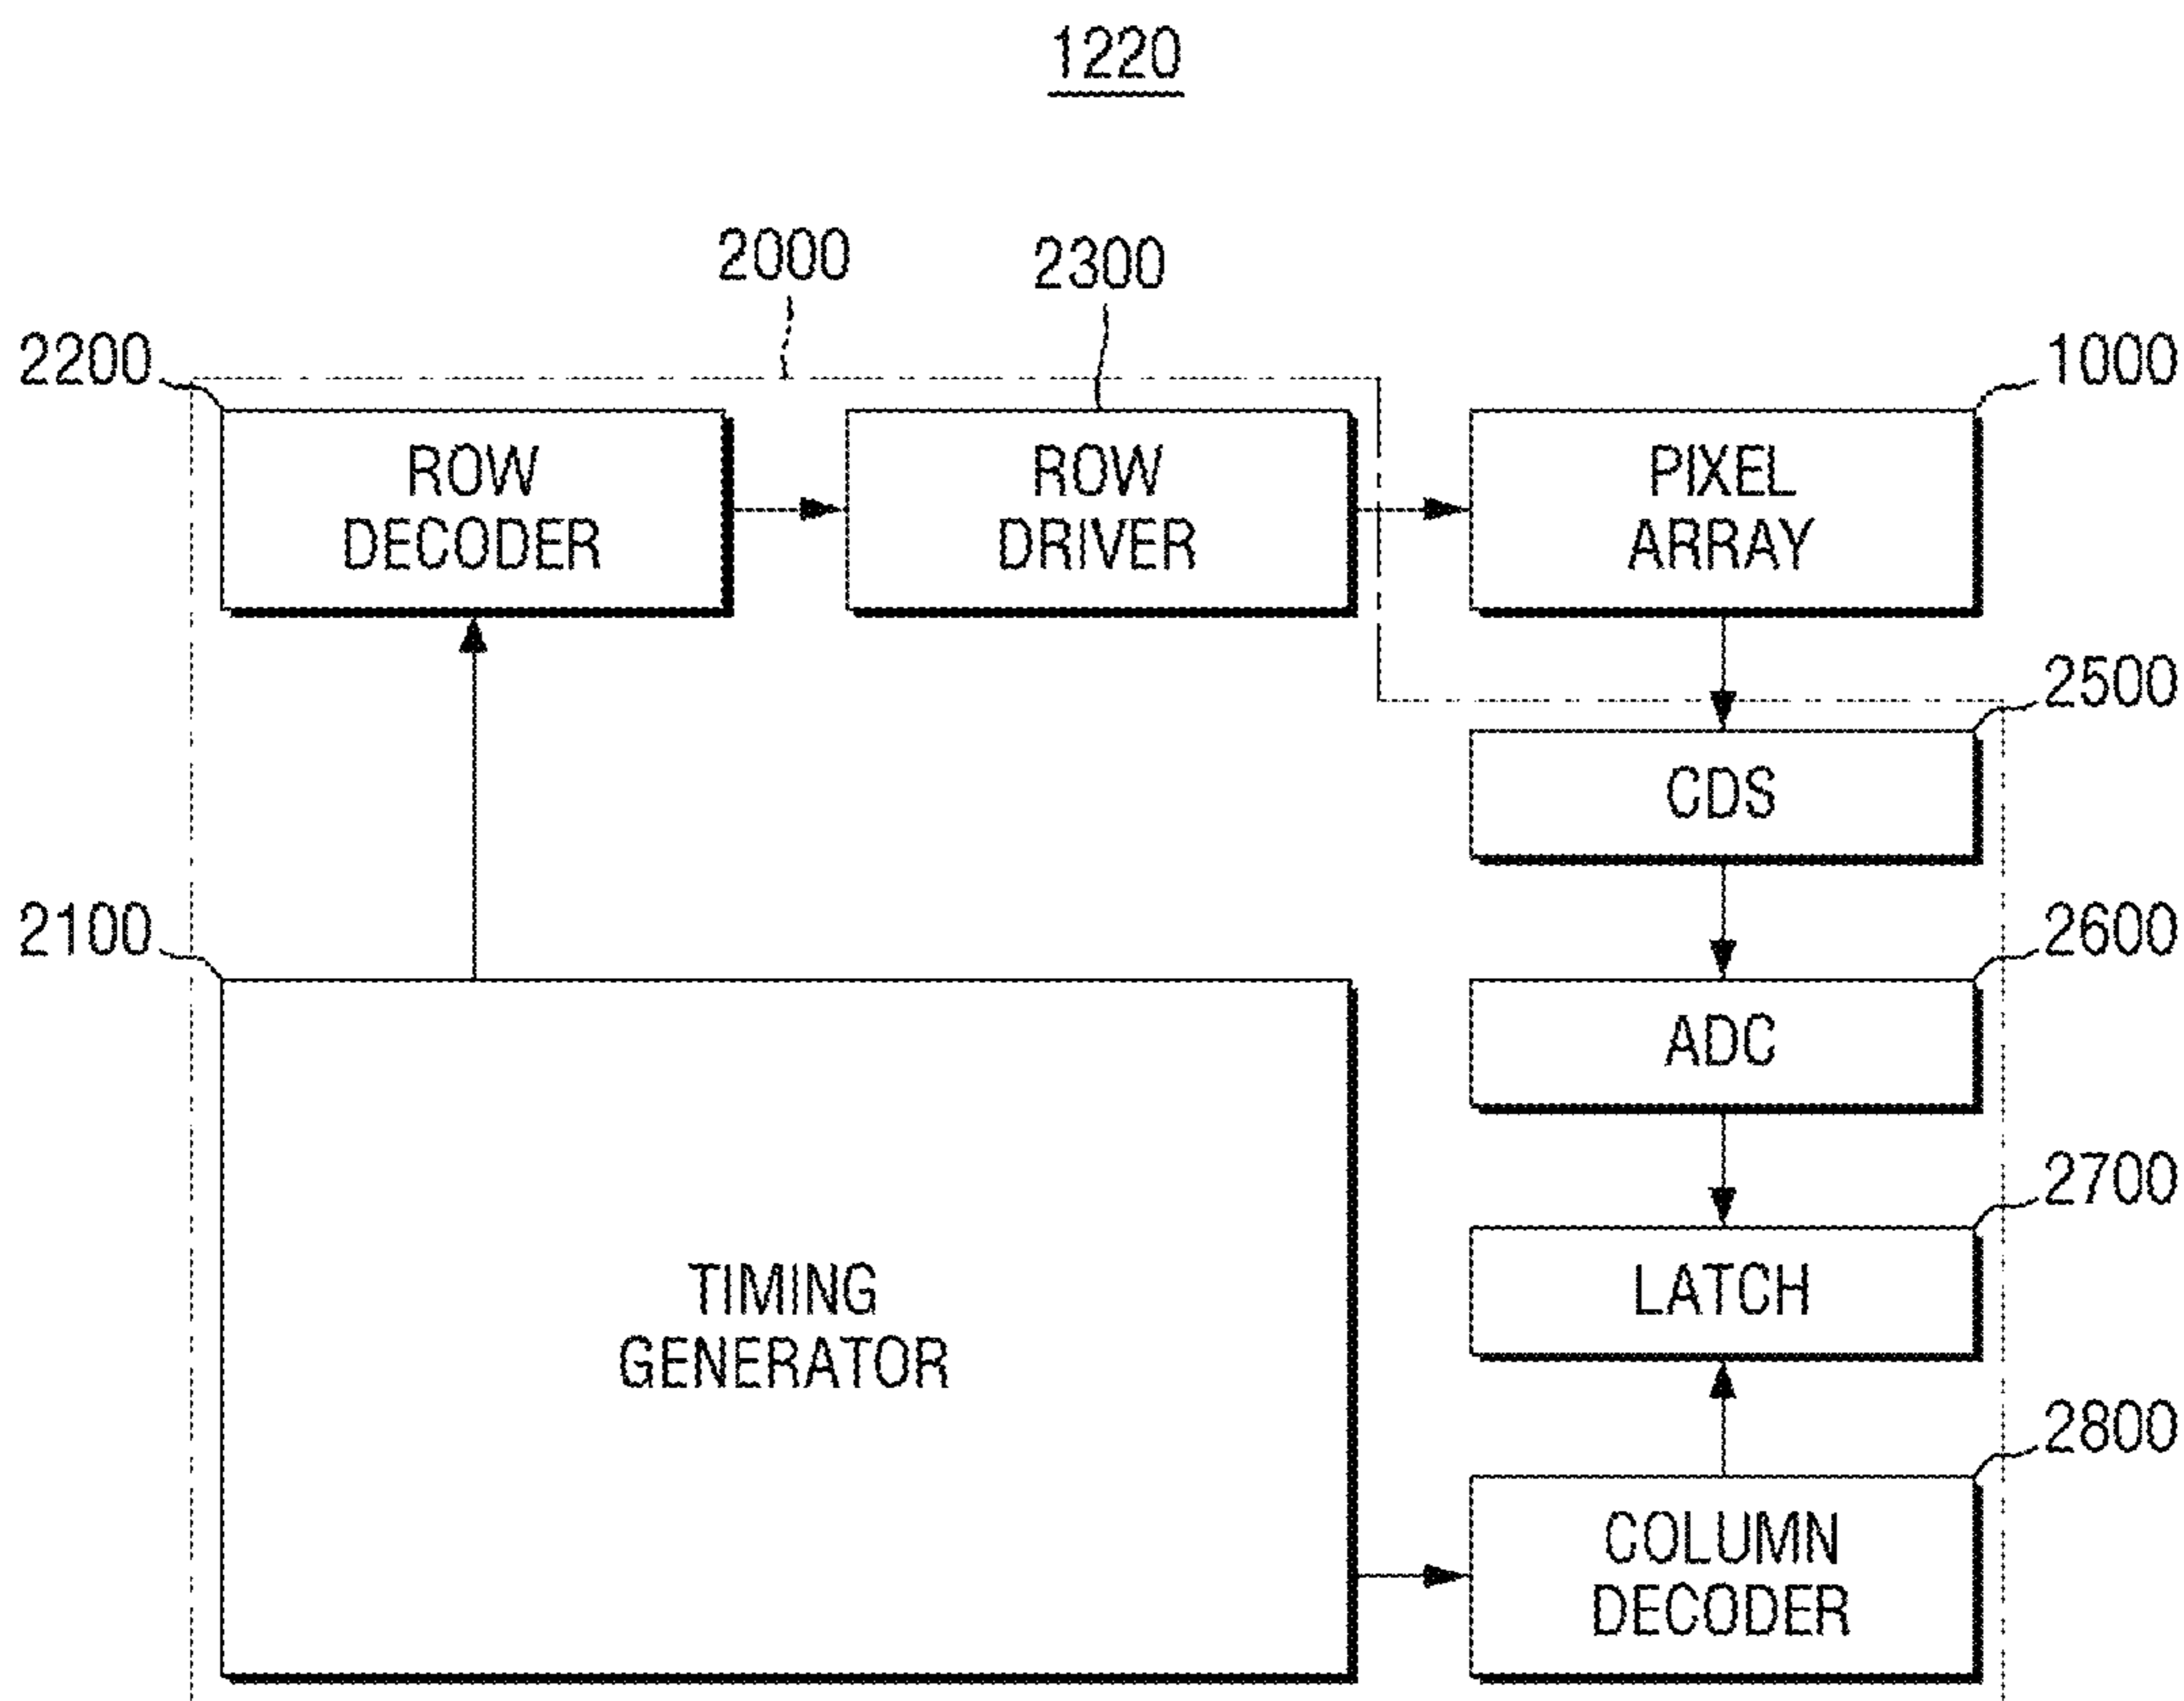 1220
2000
2300
2200
1000
ROW
DECODER
ROW
DRIVER
PIXEL
ARRAY
2500
CDS
2100
2600
ADC
2700
LATCH
TIMING
GENERATOR
2800
COLUMN
DECODER